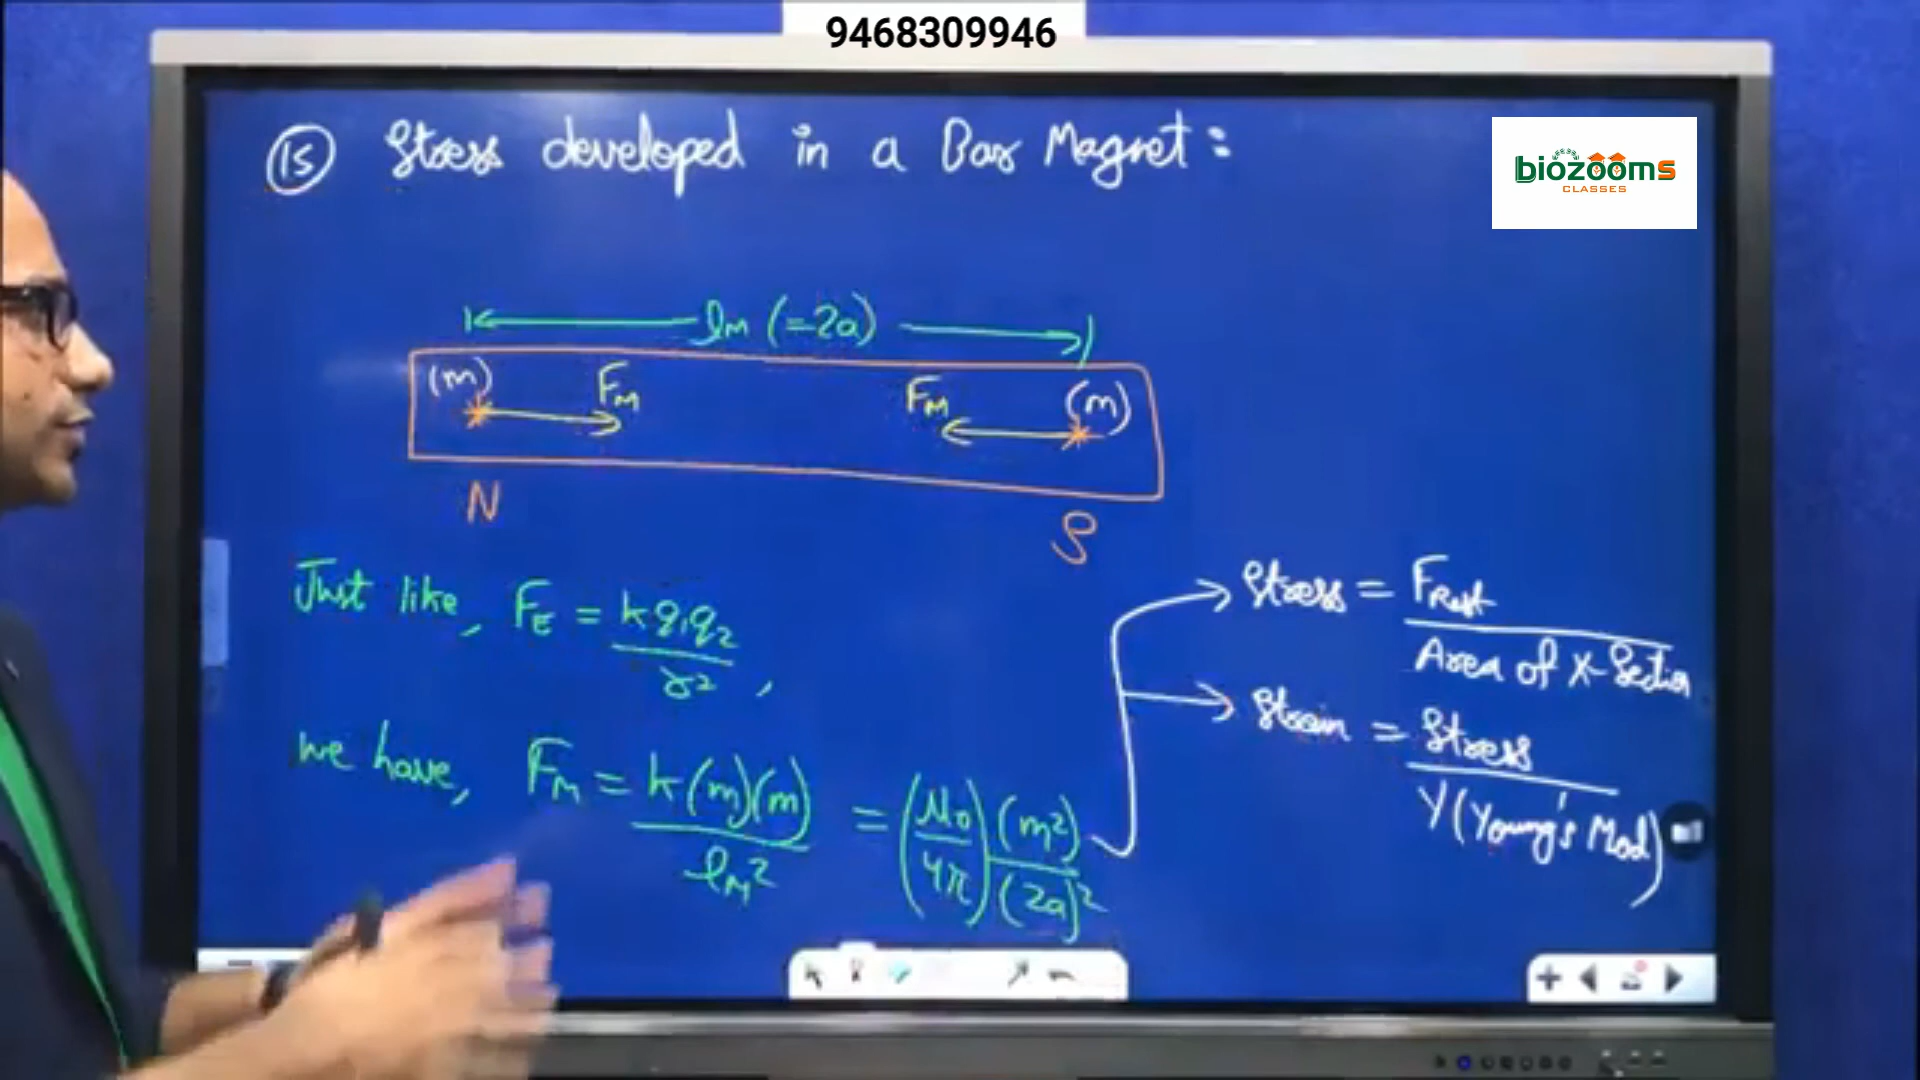 9468309946
15 Stress developed in a Bar Magnet :
biozooms
CLASSES
lM (=2a)
(m) FM FM (m)
N S
Just like, FE = kq1q2 / r2 ,
we have, FM = k(m)(m) / lM2 = (μ0 / 4π) (m2) / (2a)2
Stress = FRest / Area of X-Section
Strain = Stress / Y(Young's Mod)